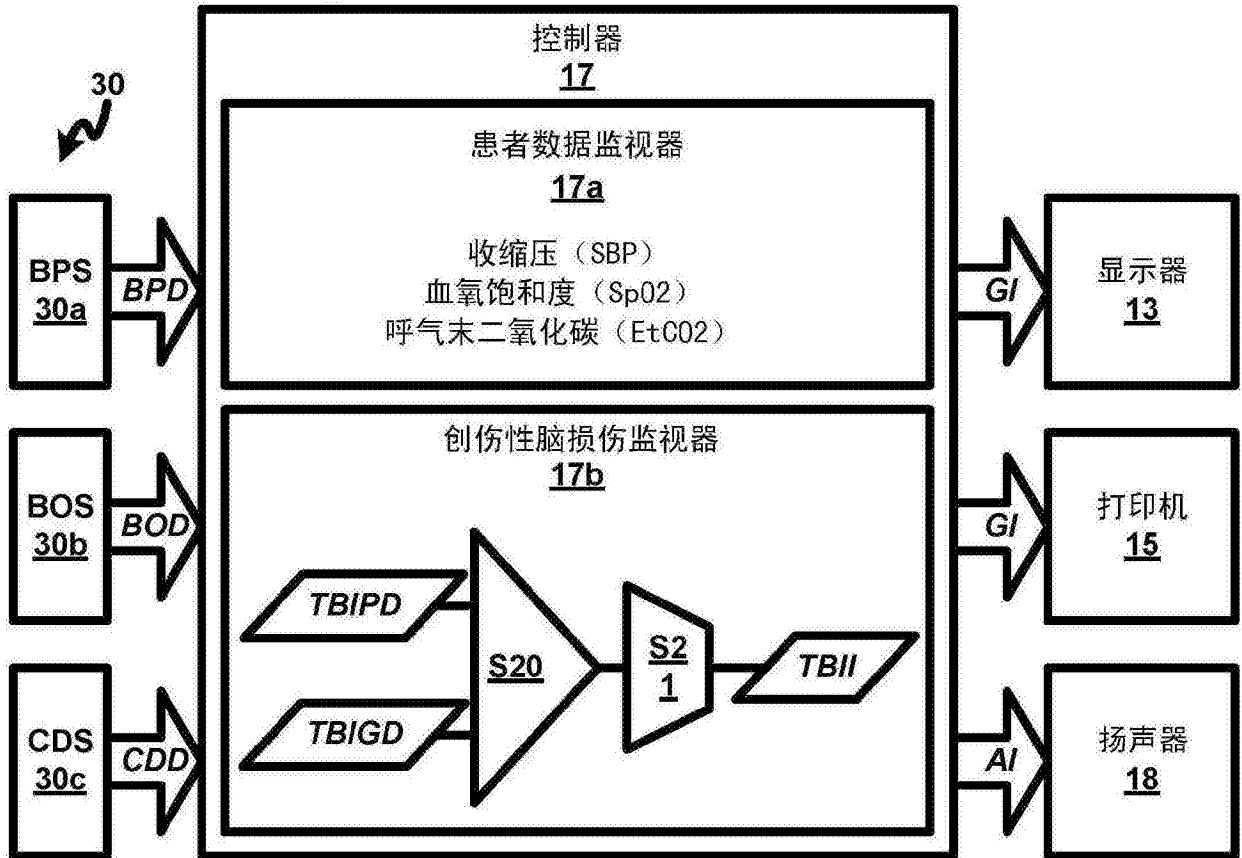 30
控制器
17
患者数据监视器
17a
收缩压（SBP）
血氧饱和度（SpO2）
呼气末二氧化碳（EtCO2）
BPS
30a
BPD
GI
显示器
13
创伤性脑损伤监视器
17b
BOS
30b
BOD
TBIPD
S20
S2
1
TBII
TBIGD
GI
打印机
15
CDS
30c
CDD
AI
扬声器
18